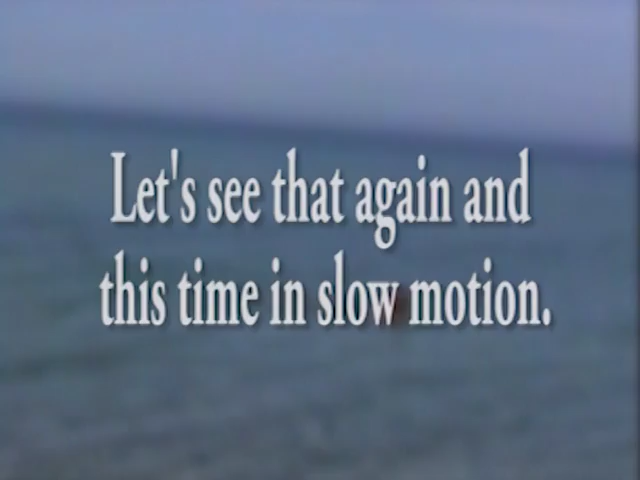 Let's see that again and
this time in slow motion.